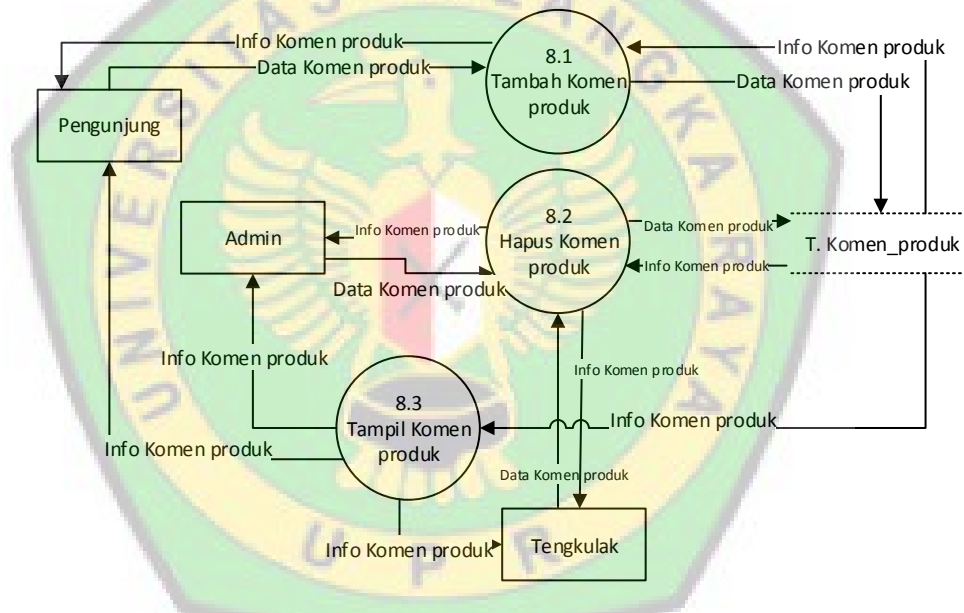 Info Komen produk
Data Komen produk
Pengunjung
8.1
Tambah Komen
produk
Info Komen produk
Data Komen produk
Admin
Info Komen produk
Data Komen produk
8.2
Hapus Komen
produk
Data Komen produk
Info Komen produk
T. Komen_produk
Info Komen produk
Info Komen produk
8.3
Tampil Komen
produk
Info Komen produk
Info Komen produk
Data Komen produk
Info Komen produk
Tengkulak
UNIVERSITAS PALANGKA RAYA
U P R